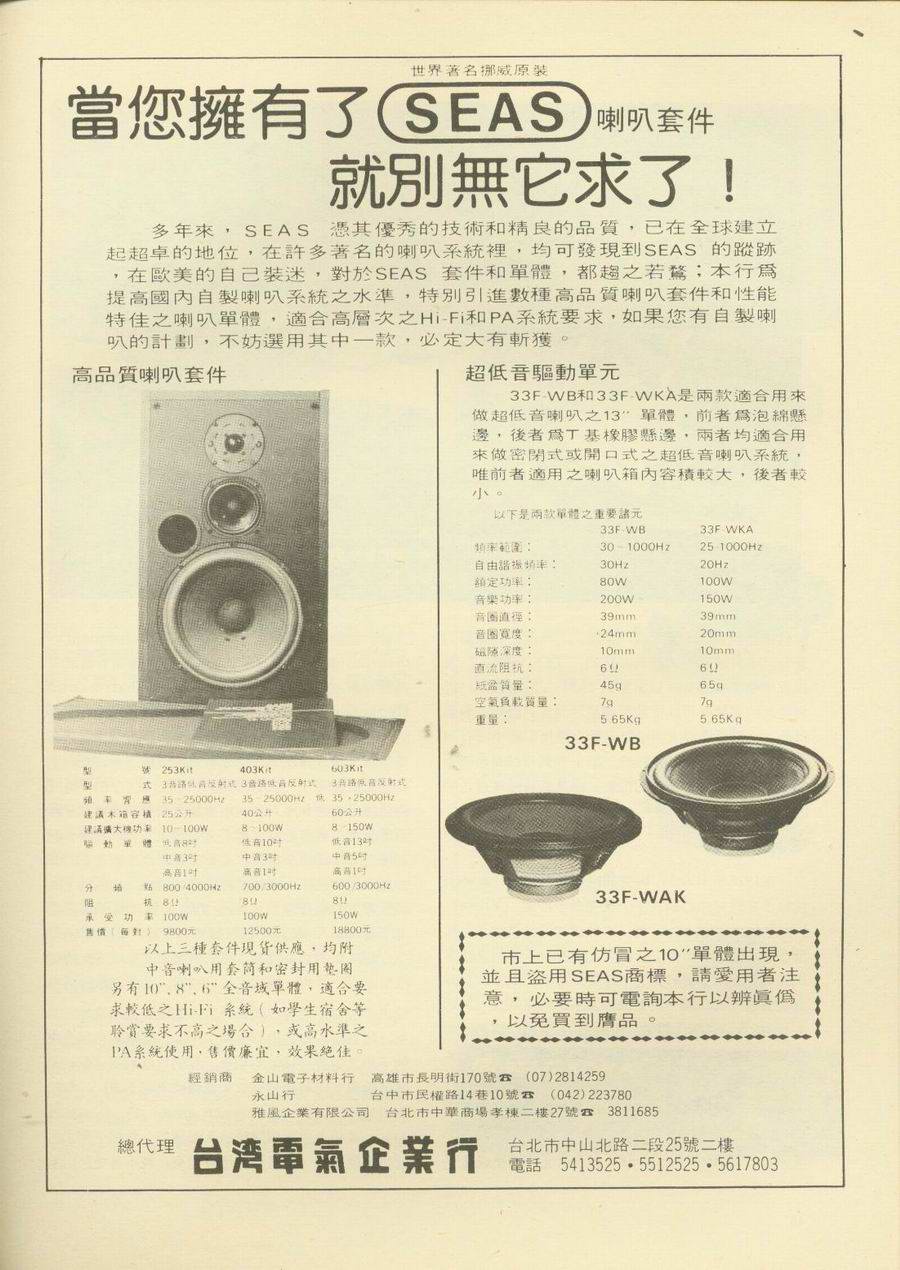 世界著名挪威原裝
當您擁有了SEAS喇叭套件
就別無它求了！
多年來，SEAS 憑其優秀的技術和精良的品質，已在全球建立
起超卓的地位，在許多著名的喇叭系統裡，均可發現到SEAS 的蹤跡
，在歐美的自己裝迷，對於SEAS 套件和單體，都趨之若鶩；本行爲
提高國內自製喇叭系統之水準，特別引進數種高品質喇叭套件和性能
特佳之喇叭單體，適合高層次之Hi-Fi和PA系統要求，如果您有自製喇
叭的計劃，不妨選用其中一款，必定大有斬獲。
高品質喇叭套件
型　號 253Kit 403Kit 603Kit
型　式 3音路低音反射式 3音路低音反射式 3音路低音反射式
頻率響應 35-25000Hz 35-25000Hz 低 35-25000Hz
建議木箱容積 25公升 40公升 60公升
建議擴大機功率 10-100W 8-100W 8-150W
驅動單體 低音8吋 低音10吋 低音13吋
中音3吋 中音3吋 中音5吋
高音1吋 高音1吋 高音1吋
分頻點 800/4000Hz 700/3000Hz 600/3000Hz
阻　抗 8Ω 8Ω 8Ω
承受功率 100W 100W 150W
售價（每對） 9800元 12500元 18800元
以上三種套件現貨供應，均附
中音喇叭用套筒和密封用墊圈
另有10”、8”、6”全音域單體，適合要
求較低之Hi-Fi 系統（如學生宿舍等
聆賞要求不高之場合），或高水準之
PA系統使用，售價廉宜，效果絕佳。
超低音驅動單元
33F-WB和33F-WKA是兩款適合用來
做超低音喇叭之13”單體，前者爲泡綿懸
邊，後者爲丁基橡膠懸邊，兩者均適合用
來做密閉式或開口式之超低音喇叭系統，
唯前者適用之喇叭箱內容積較大，後者較
小。
以下是兩款單體之重要諸元
33F-WB 33F-WKA
頻率範圍： 30-1000Hz 25-1000Hz
自由諧振頻率： 30Hz 20Hz
額定功率： 80W 100W
音樂功率： 200W 150W
音圈直徑： 39mm 39mm
音圈寬度： 24mm 20mm
磁隙深度： 10mm 10mm
直流阻抗： 6Ω 6Ω
紙盆質量： 45g 65g
空氣負載質量： 7g 7g
重量： 5.65Kg 5.65Kg
33F-WB
33F-WAK
市上已有仿冒之10”單體出現，
並且盜用SEAS商標，請愛用者注
意，必要時可電詢本行以辨眞僞
，以免買到贋品。
經銷商　金山電子材料行　高雄市長明街170號☎ (07)2814259
永山行　台中市民權路14巷10號☎ (042)223780
雅風企業有限公司　台北市中華商場孝棟二樓27號☎ 3811685
總代理 台灣電氣企業行 台北市中山北路二段25號二樓
電話 5413525・5512525・5617803